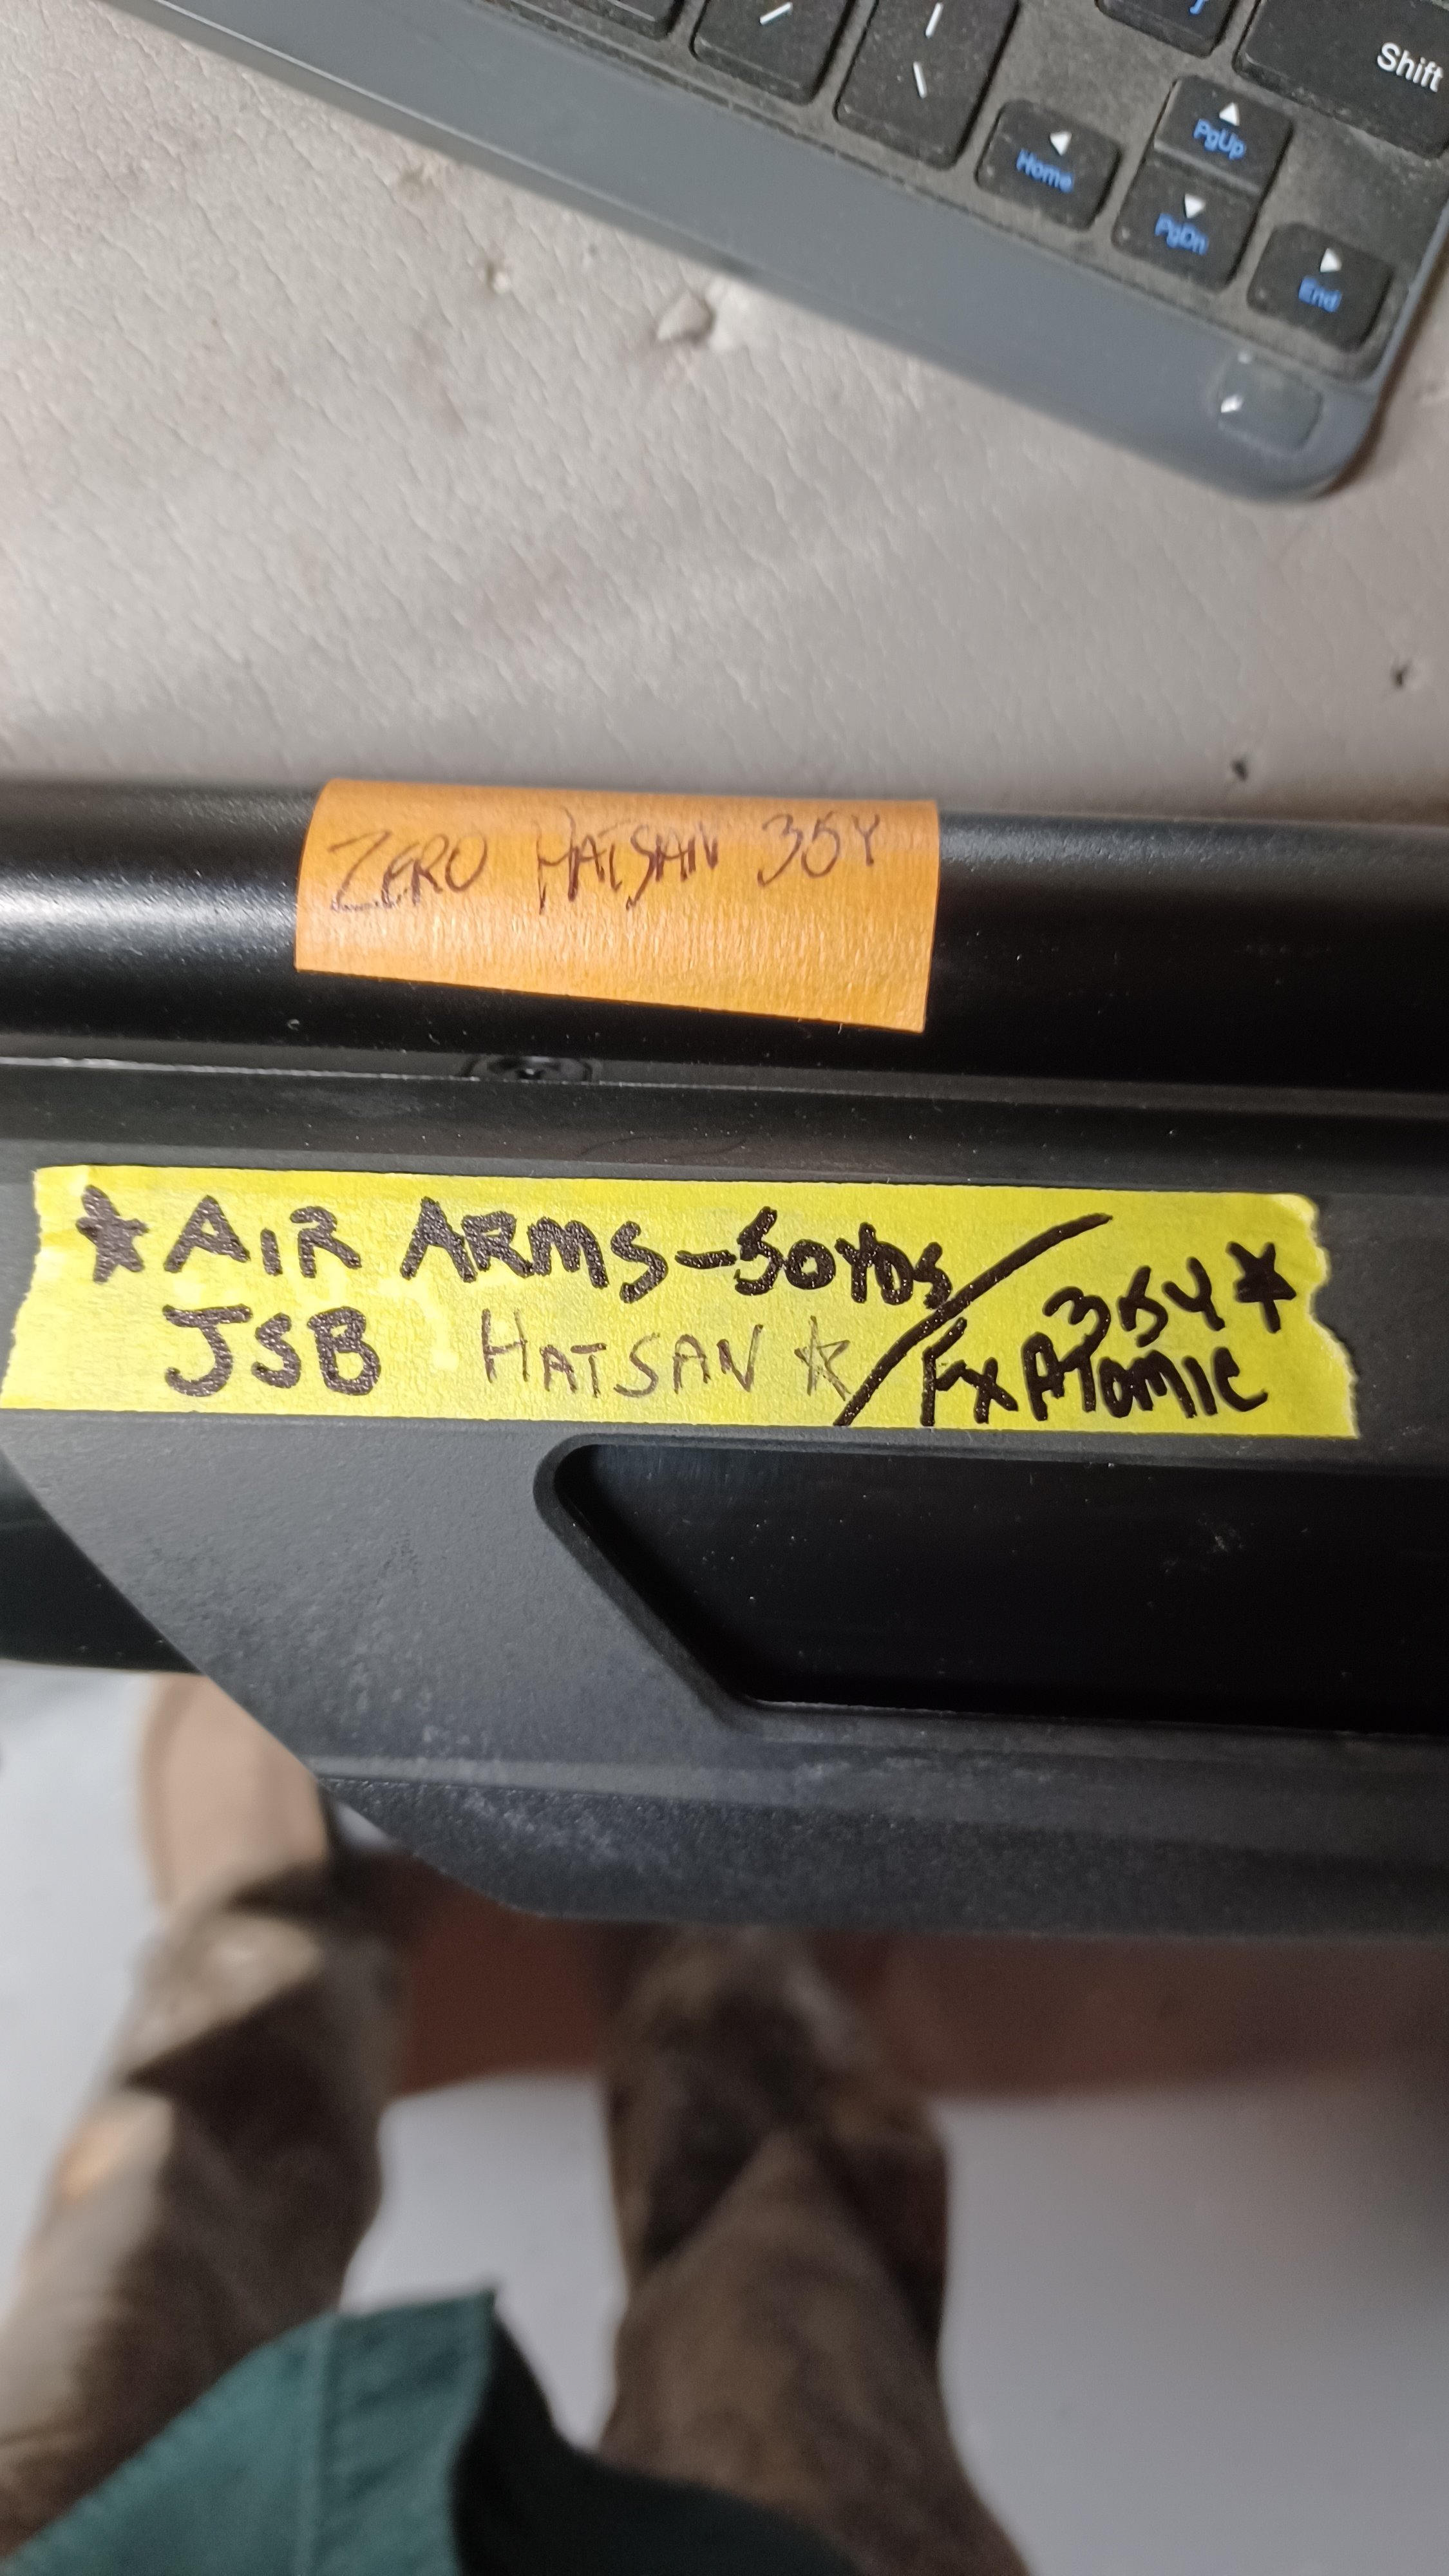 Shift
PgUp
Home
PgDn
End
ZERO HATSAN 35Y
★AIR ARMS-50YDS
35Y★
JSB HATSAN ☆
FX ATOMIC